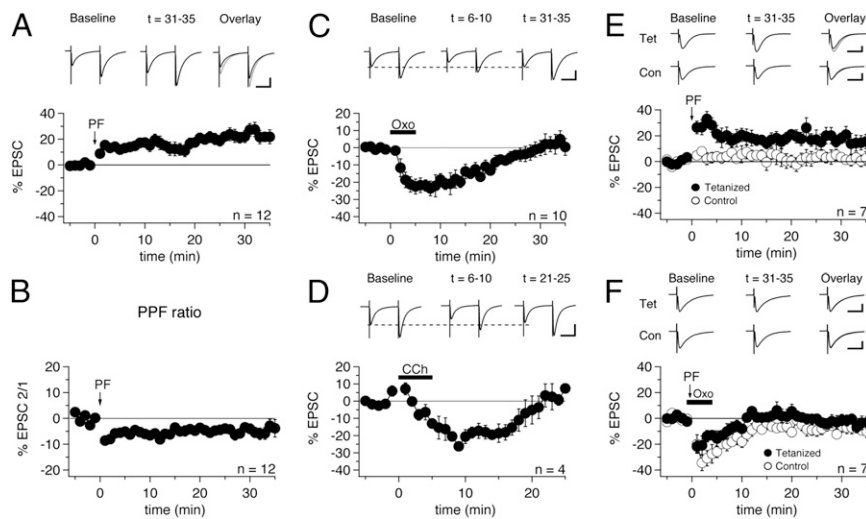 A
Baseline t = 31-35 Overlay
PF
% EPSC
40
20
0
-20
-40
n = 12
0 10 20 30
time (min)
B
PPF ratio
PF
% EPSC 2/1
20
10
0
-10
-20
n = 12
0 10 20 30
time (min)
C
Baseline t = 6-10 t = 31-35
Oxo
% EPSC
20
10
0
-10
-20
-30
-40
n = 10
0 10 20 30
time (min)
D
Baseline t = 6-10 t = 21-25
CCh
% EPSC
20
10
0
-10
-20
-30
-40
n = 4
0 10 20
time (min)
E
Baseline t = 31-35 Overlay
Tet
Con
PF
% EPSC
40
20
0
-20
-40
Tetanized
Control
n = 7
0 10 20 30
time (min)
F
Baseline t = 31-35 Overlay
Tet
Con
PF
Oxo
% EPSC
40
20
0
-20
-40
Tetanized
Control
n = 7
0 10 20 30
time (min)